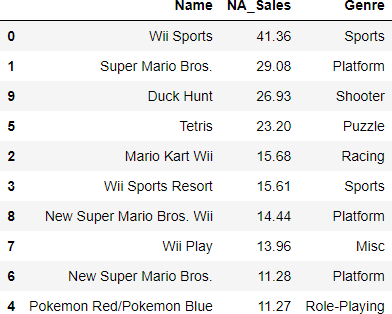 Name NA_Sales Genre
0 Wii Sports 41.36 Sports
1 Super Mario Bros. 29.08 Platform
9 Duck Hunt 26.93 Shooter
5 Tetris 23.20 Puzzle
2 Mario Kart Wii 15.68 Racing
3 Wii Sports Resort 15.61 Sports
8 New Super Mario Bros. Wii 14.44 Platform
7 Wii Play 13.96 Misc
6 New Super Mario Bros. 11.28 Platform
4 Pokemon Red/Pokemon Blue 11.27 Role-Playing